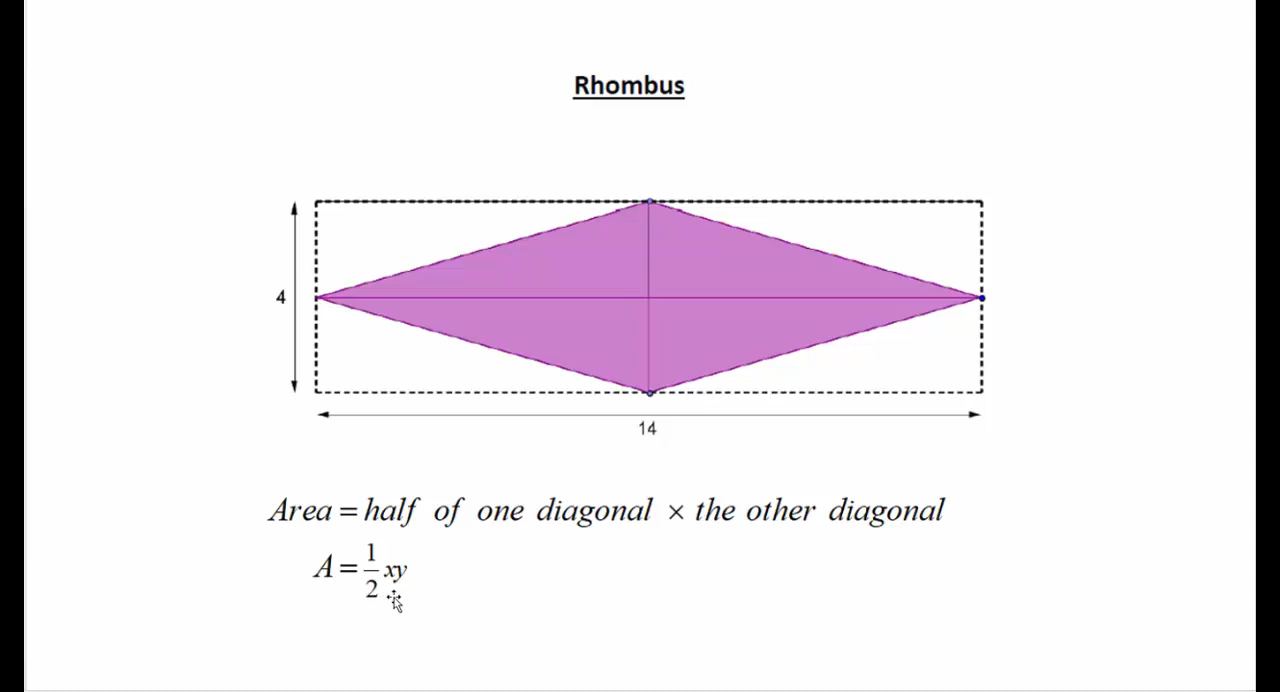 Rhombus
4
14
Area = half of one diagonal × the other diagonal
A = 1/2 xy